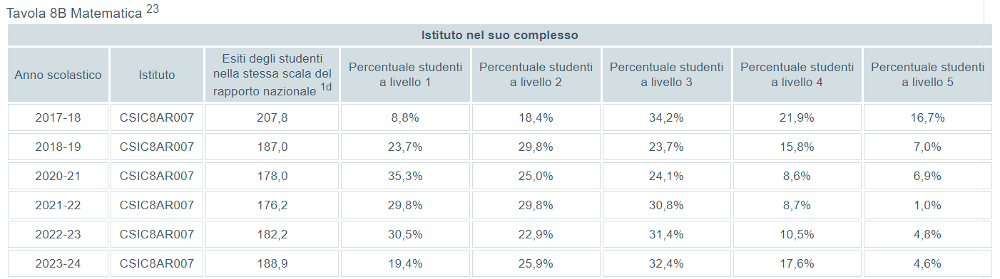 Tavola 8B Matematica 23
Istituto nel suo complesso
Anno scolastico Istituto Esiti degli studenti nella stessa scala del rapporto nazionale 1d Percentuale studenti a livello 1 Percentuale studenti a livello 2 Percentuale studenti a livello 3 Percentuale studenti a livello 4 Percentuale studenti a livello 5
2017-18 CSIC8AR007 207,8 8,8% 18,4% 34,2% 21,9% 16,7%
2018-19 CSIC8AR007 187,0 23,7% 29,8% 23,7% 15,8% 7,0%
2020-21 CSIC8AR007 178,0 35,3% 25,0% 24,1% 8,6% 6,9%
2021-22 CSIC8AR007 176,2 29,8% 29,8% 30,8% 8,7% 1,0%
2022-23 CSIC8AR007 182,2 30,5% 22,9% 31,4% 10,5% 4,8%
2023-24 CSIC8AR007 188,9 19,4% 25,9% 32,4% 17,6% 4,6%